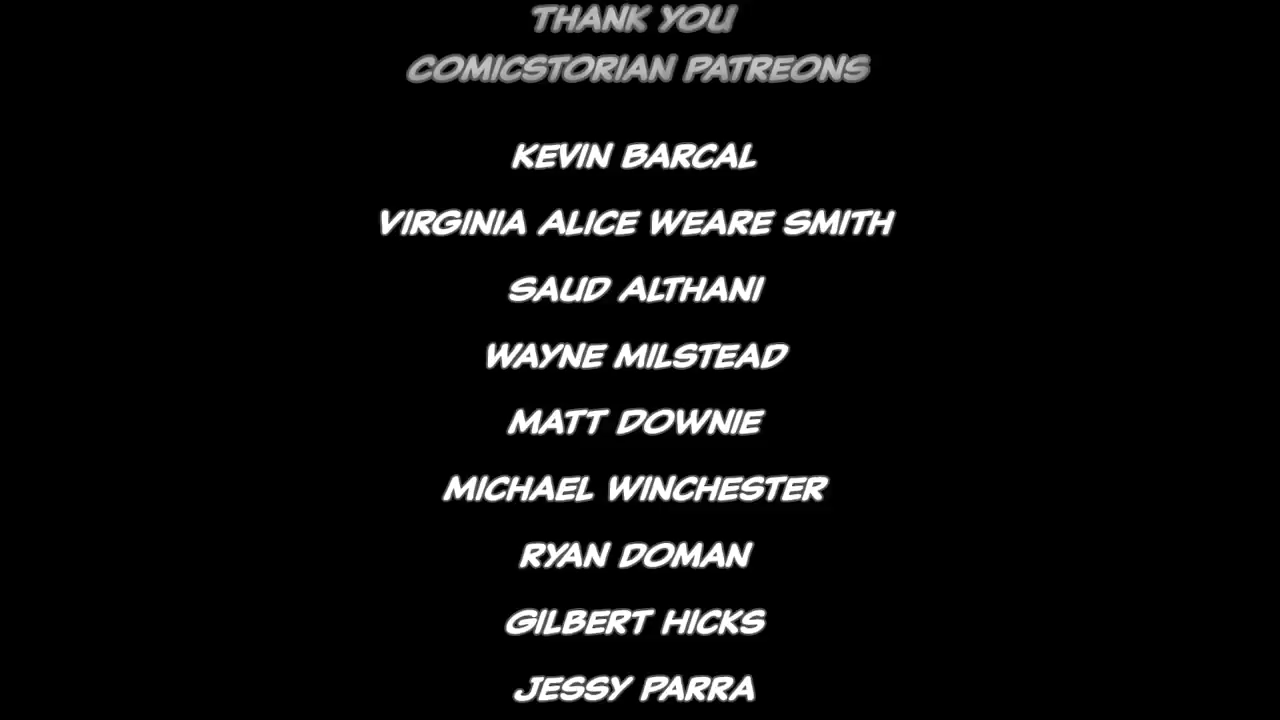 THANK YOU
COMICSTORIAN PATREONS
KEVIN BARCAL
VIRGINIA ALICE WEARE SMITH
SAUD ALTHANI
WAYNE MILSTEAD
MATT DOWNIE
MICHAEL WINCHESTER
RYAN DOMAN
GILBERT HICKS
JESSY PARRA